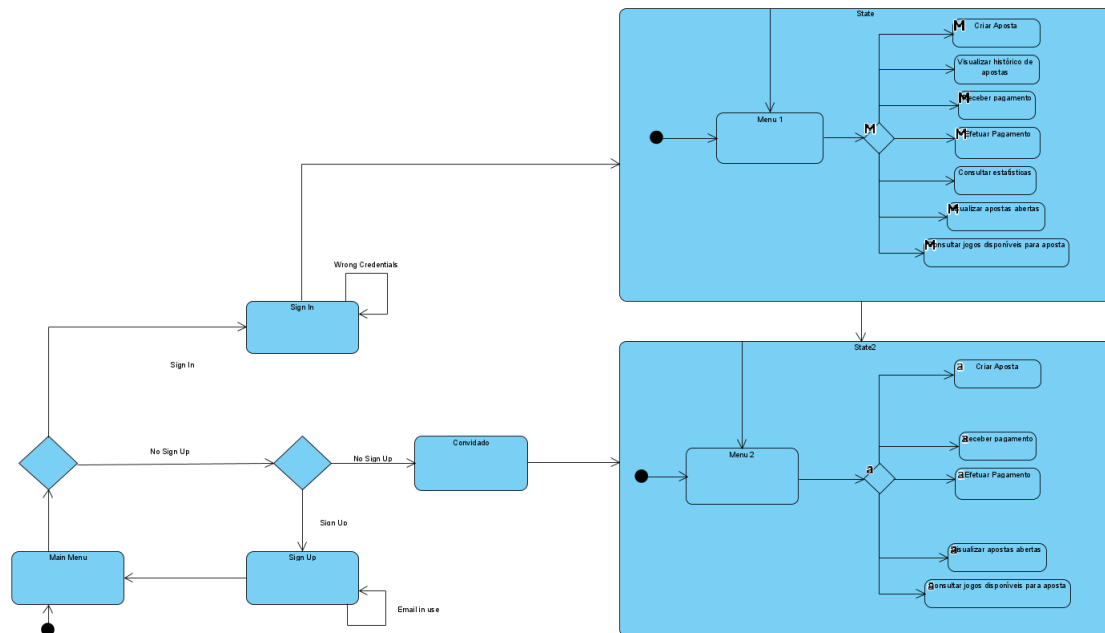 State
M
Criar Aposta
Visualizar histórico de
apostas
M
eceber pagamento
M
Efetuar Pagamento
Consultar estatísticas
M
sualizar apostas abertas
M
onsultar jogos disponíveis para aposta
Menu 1
M
Wrong Credentials
Sign In
Sign In
State2
a
Criar Aposta
a
eceber pagamento
a
Efetuar Pagamento
a
isualizar apostas abertas
a
onsultar jogos disponíveis para aposta
Menu 2
a
No Sign Up
No Sign Up
Convidado
Sign Up
Main Menu
Sign Up
Email in use